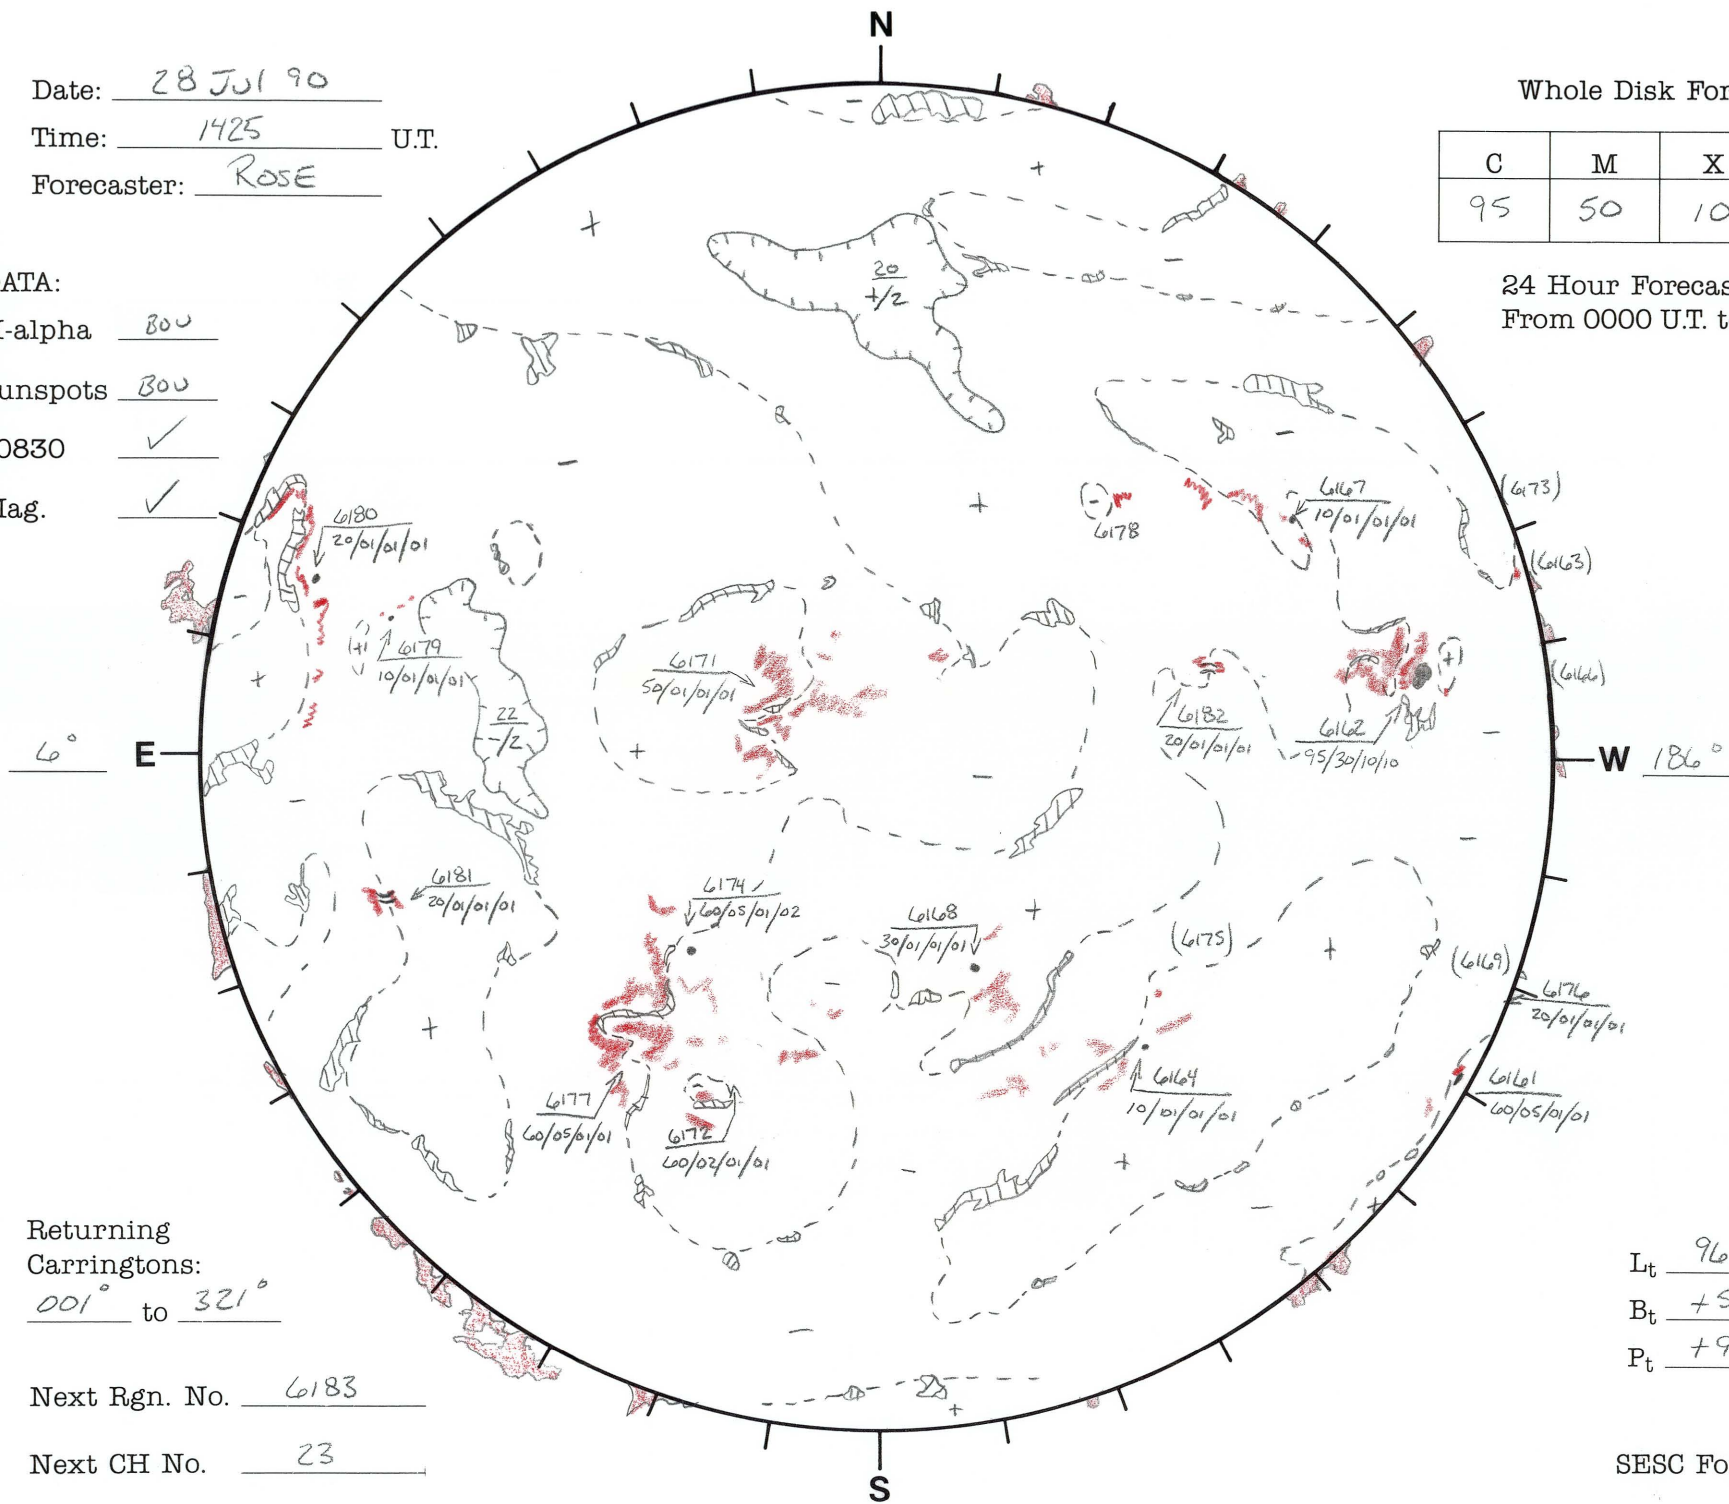 N
Date: 28 Jul 90
Time: 1425 U.T.
Forecaster: ROSE
Whole Disk For
C M X
95 50 10
24 Hour Forecas
From 0000 U.T. t
ATA:
-alpha BOU
unspots BOU
0830 ✓
ag. ✓
20
+/2
6180
20/01/01/01
6178
6167
10/01/01/01
(6173)
(6163)
6179
10/01/01/01
6171
50/01/01/01
22
-/2
6182
20/01/01/01
6162
95/30/10/10
(6166)
6°
E
W
186°
6181
20/01/01/01
6174
60/05/01/02
6168
30/01/01/01
(6175)
(6169)
6176
20/01/01/01
6177
60/05/01/01
6172
60/02/01/01
6164
10/01/01/01
6161
60/05/01/01
Returning
Carringtons:
001° to 321°
Next Rgn. No. 6183
Next CH No. 23
Lt 96
Bt +5
Pt +9
S
SESC Fo